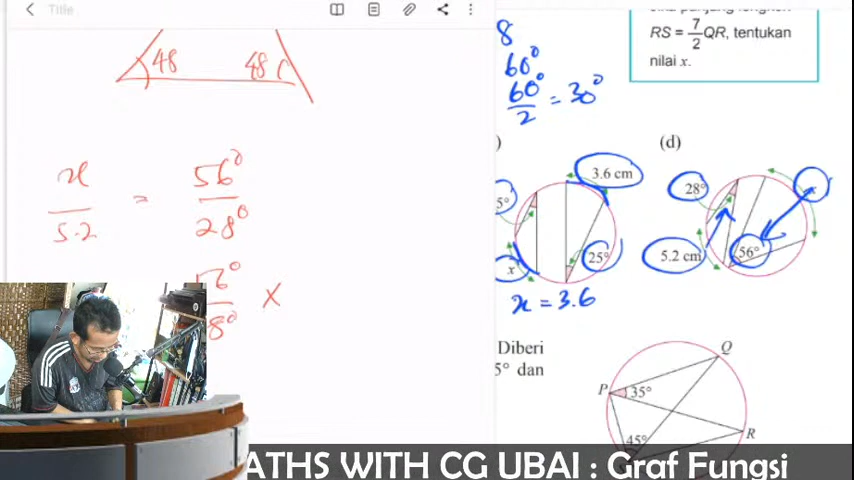 Title
48 48
x/5.2 = 56°/28°
8° ×
8
60°
60°/2 = 30°
RS = 7/2 QR, tentukan
nilai x.
(d)
5° 3.6 cm
x 25°
x = 3.6
28°
5.2 cm 56°
Diberi
5° dan
Q
P 35°
R
45°
ATHS WITH CG UBAI : Graf Fungsi